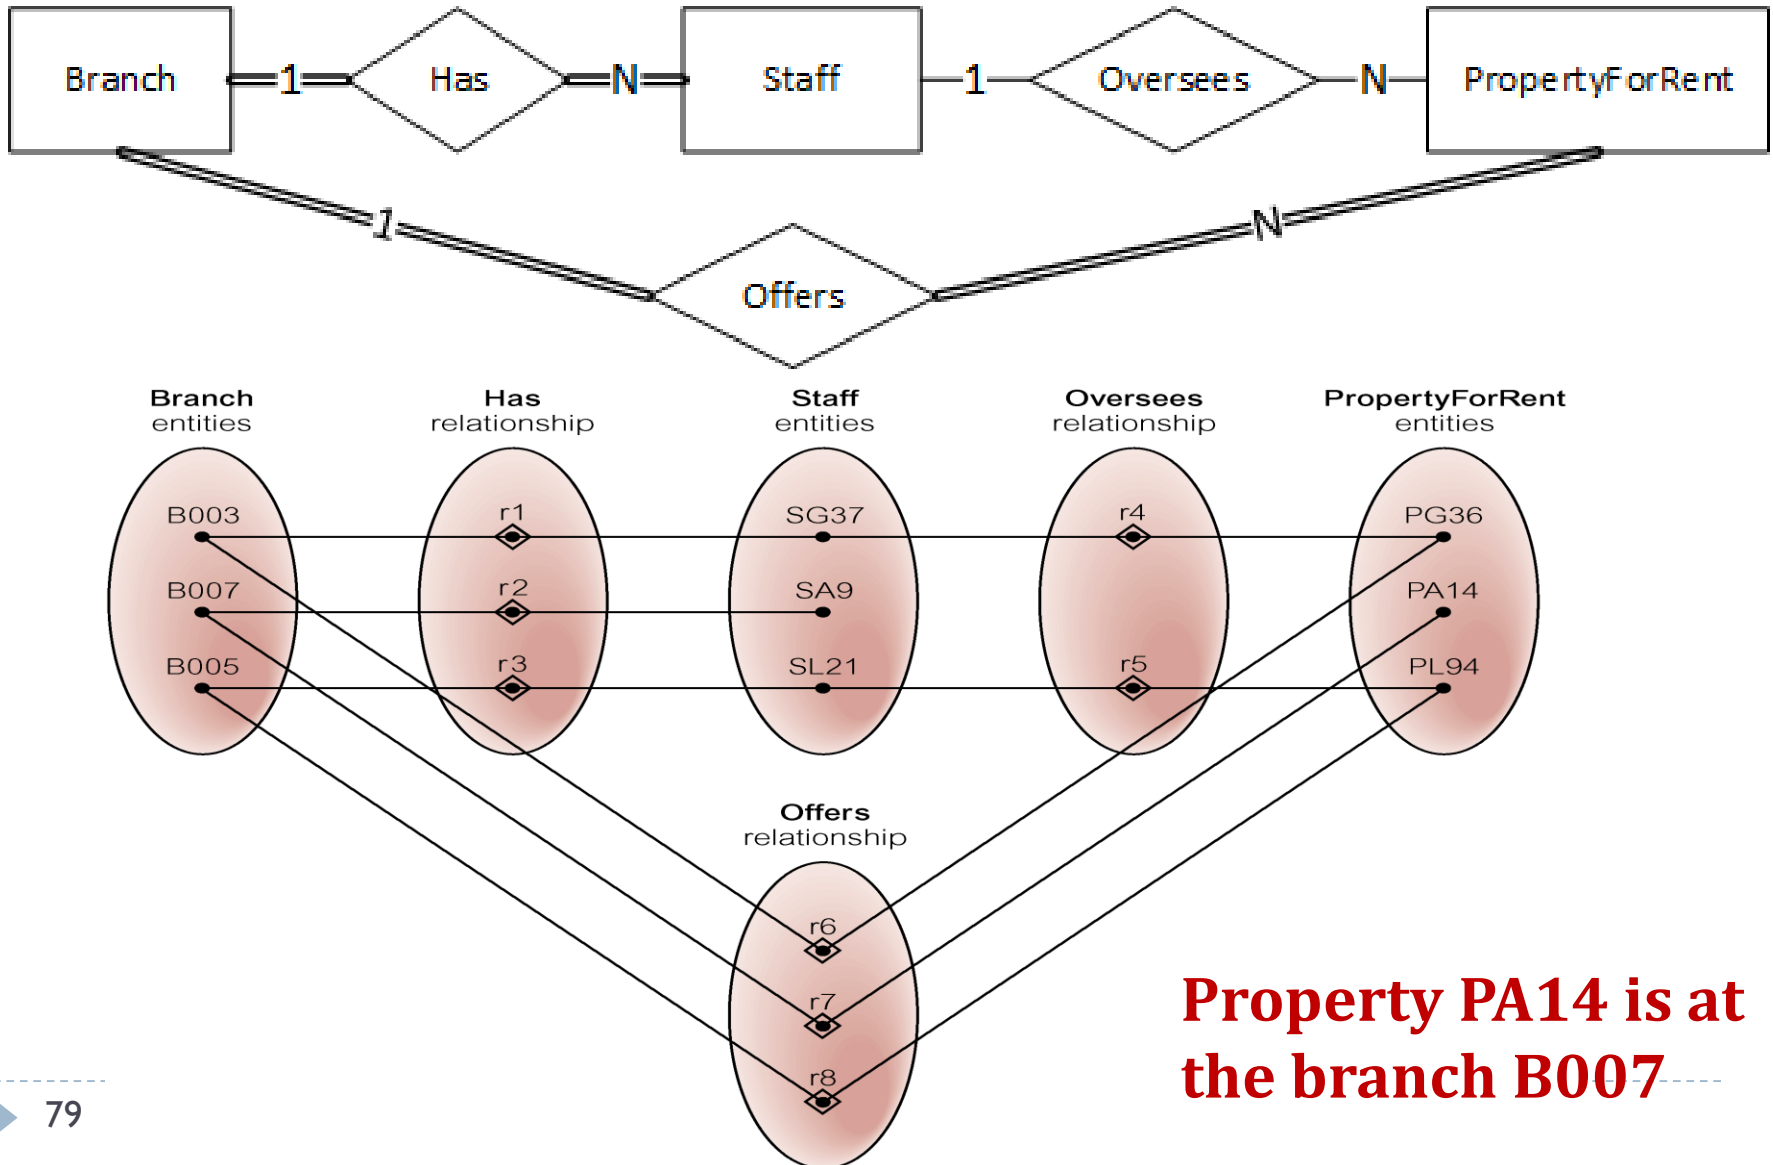 Branch 1 Has N Staff 1 Oversees N PropertyForRent
1 N
Offers
Branch Has Staff Oversees PropertyForRent
entities relationship entities relationship entities
B003 r1 SG37 r4 PG36
B007 r2 SA9 PA14
B005 r3 SL21 r5 PL94
Offers
relationship
r6
r7
r8
Property PA14 is at
the branch B007
79